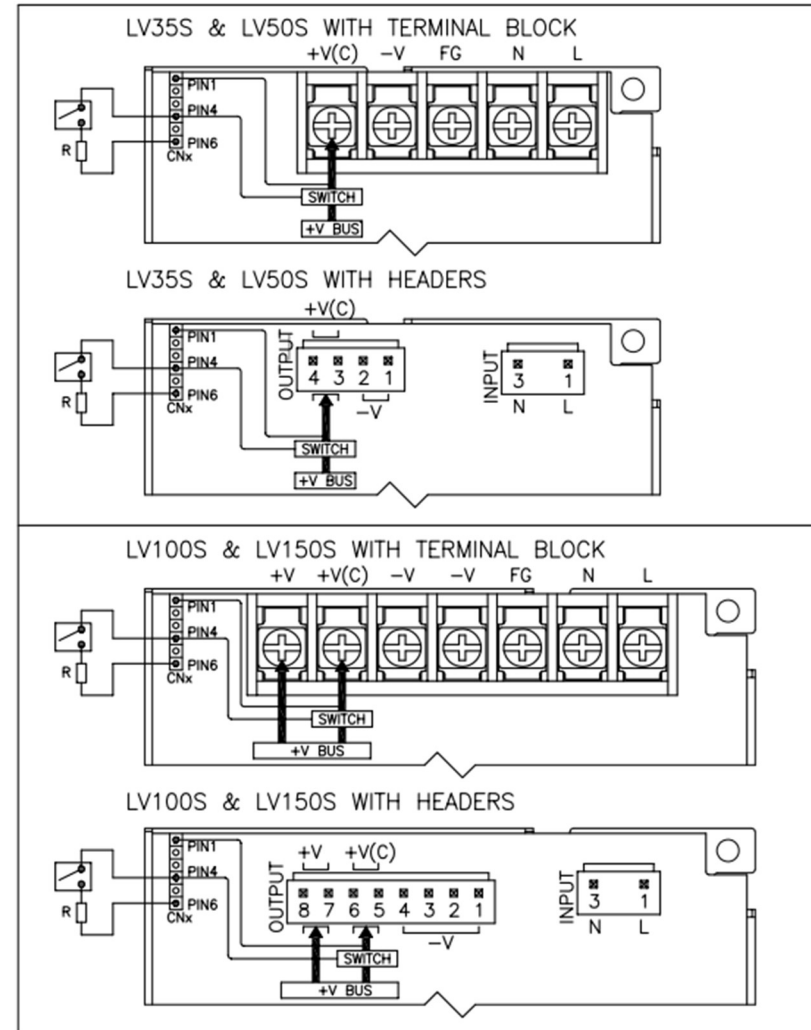 LV35S & LV50S WITH TERMINAL BLOCK
+V(C) -V FG N L
PIN1
PIN4
R PIN6
CNx
SWITCH
+V BUS
LV35S & LV50S WITH HEADERS
+V(C)
PIN1
PIN4
R PIN6
CNx
OUTPUT
4 3 2 1
-V
INPUT
3 1
N L
SWITCH
+V BUS
LV100S & LV150S WITH TERMINAL BLOCK
+V +V(C) -V -V FG N L
PIN1
PIN4
R PIN6
CNx
SWITCH
+V BUS
LV100S & LV150S WITH HEADERS
+V +V(C)
PIN1
PIN4
R PIN6
CNx
OUTPUT
8 7 6 5 4 3 2 1
-V
INPUT
3 1
N L
SWITCH
+V BUS